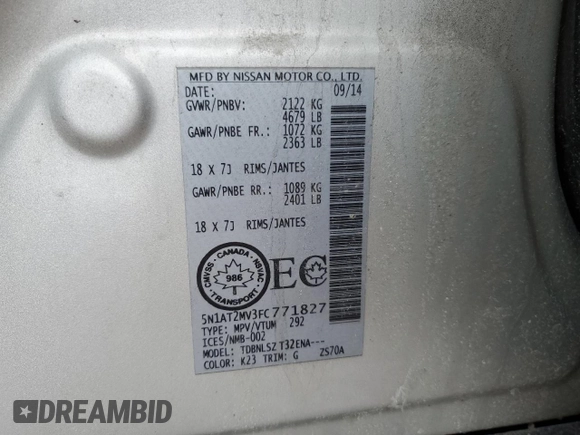 MFD BY NISSAN MOTOR CO., LTD.
DATE: 09/14
GVWR/PNBV: 2122 KG
4679 LB
GAWR/PNBE FR.: 1072 KG
2363 LB
18 X 7J RIMS/JANTES
GAWR/PNBE RR.: 1089 KG
2401 LB
18 X 7J RIMS/JANTES
CMVSS - CANADA - NSVAC
986
TRANSPORT
EC
5N1AT2MV3FC771827
TYPE: MPV/VTUM 292
ICES/NMB-002
MODEL: TDBNLSZ T32ENA---
COLOR: K23 TRIM: G ZS70A
DREAMBID